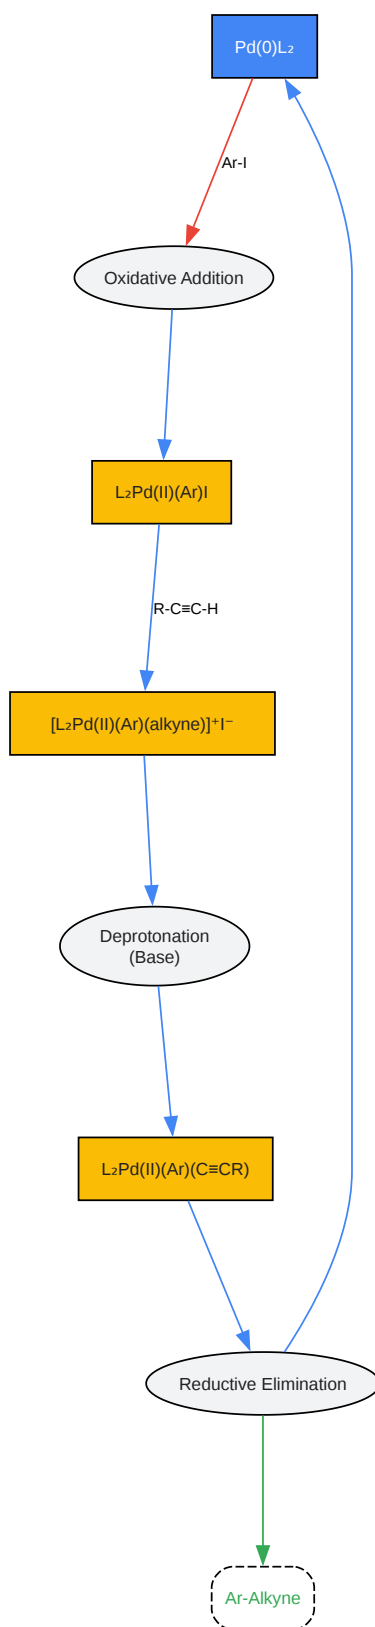 Pd(0)L₂
Ar-I
Oxidative Addition
L₂Pd(II)(Ar)I
R-C≡C-H
[L₂Pd(II)(Ar)(alkyne)]⁺I⁻
Deprotonation
(Base)
L₂Pd(II)(Ar)(C≡CR)
Reductive Elimination
Ar-Alkyne